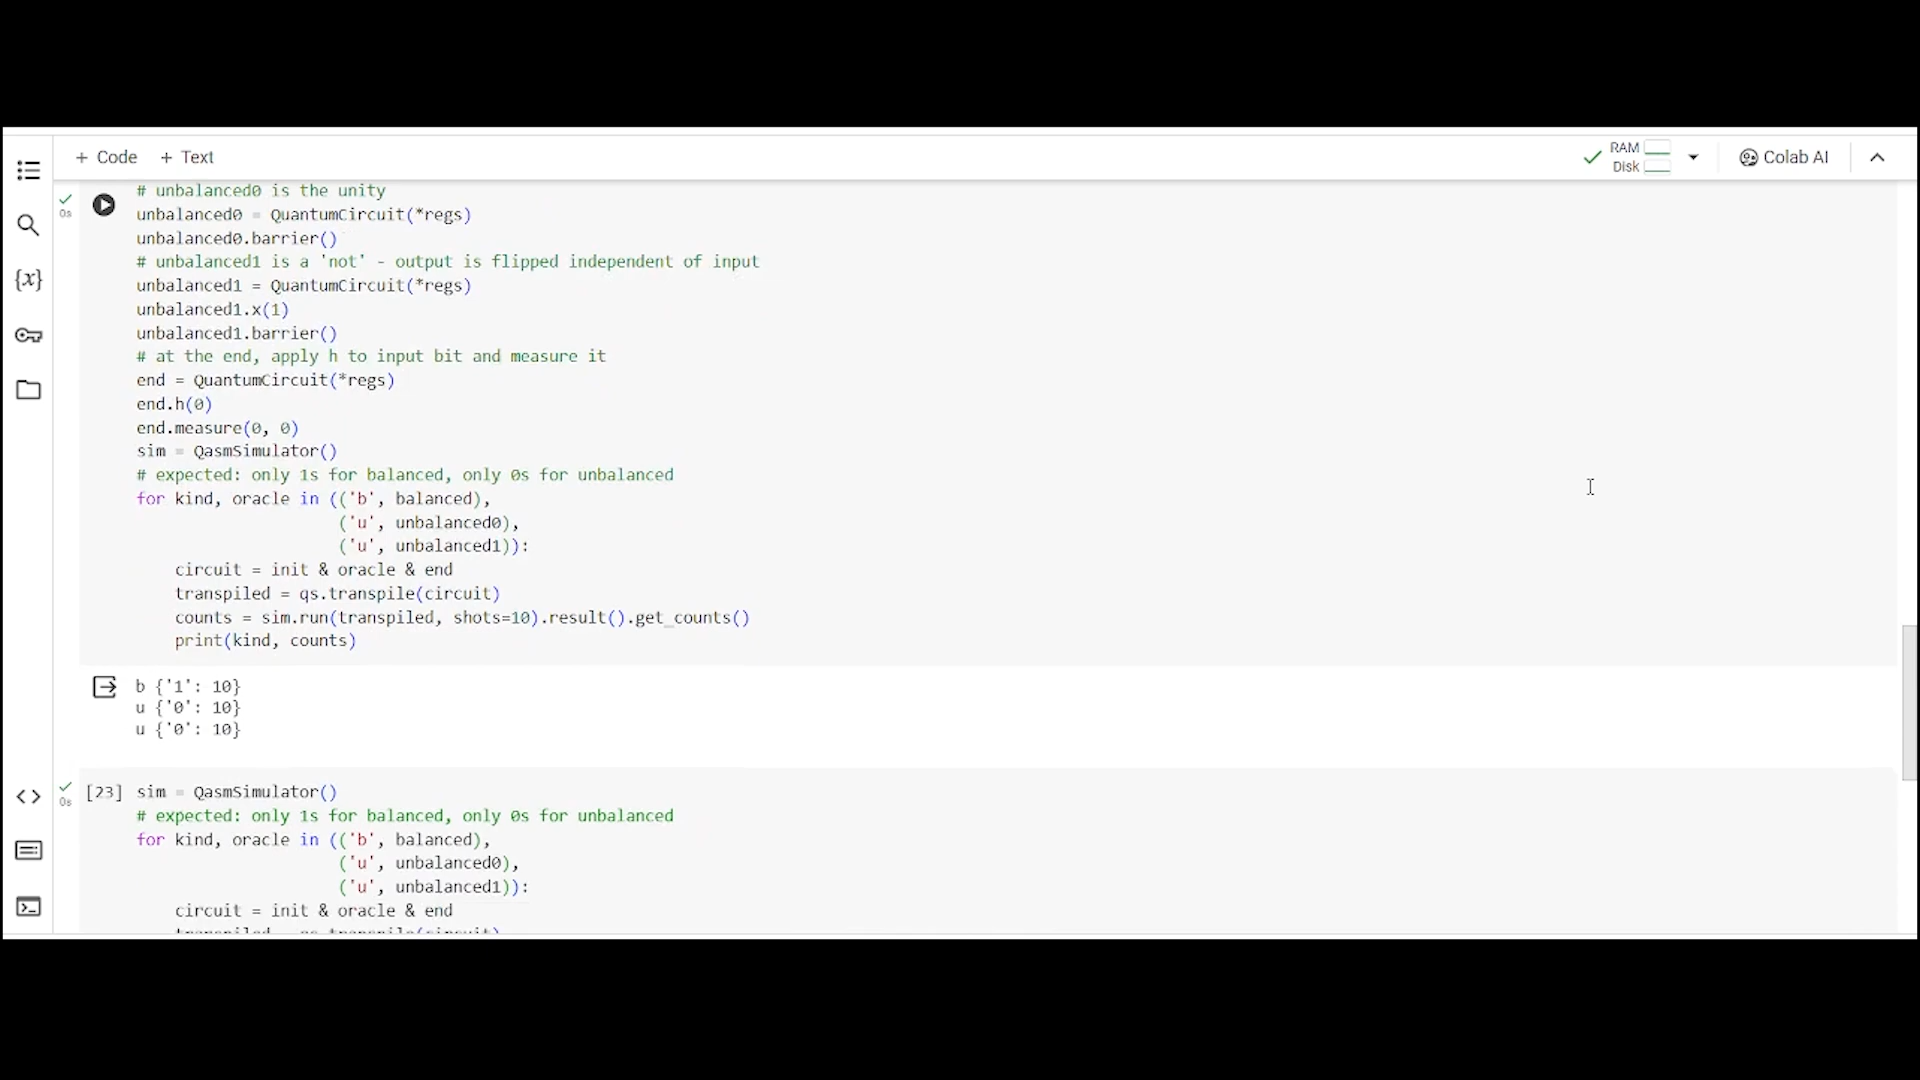 + Code + Text
RAM
Disk
Colab AI
{x}
0s
# unbalanced0 is the unity
unbalanced0 = QuantumCircuit(*regs)
unbalanced0.barrier()
# unbalanced1 is a 'not' - output is flipped independent of input
unbalanced1 = QuantumCircuit(*regs)
unbalanced1.x(1)
unbalanced1.barrier()
# at the end, apply h to input bit and measure it
end = QuantumCircuit(*regs)
end.h(0)
end.measure(0, 0)
sim = QasmSimulator()
# expected: only 1s for balanced, only 0s for unbalanced
for kind, oracle in (('b', balanced),
('u', unbalanced0),
('u', unbalanced1)):
circuit = init & oracle & end
transpiled = qs.transpile(circuit)
counts = sim.run(transpiled, shots=10).result().get_counts()
print(kind, counts)
b {'1': 10}
u {'0': 10}
u {'0': 10}
0s
[23] sim = QasmSimulator()
# expected: only 1s for balanced, only 0s for unbalanced
for kind, oracle in (('b', balanced),
('u', unbalanced0),
('u', unbalanced1)):
circuit = init & oracle & end